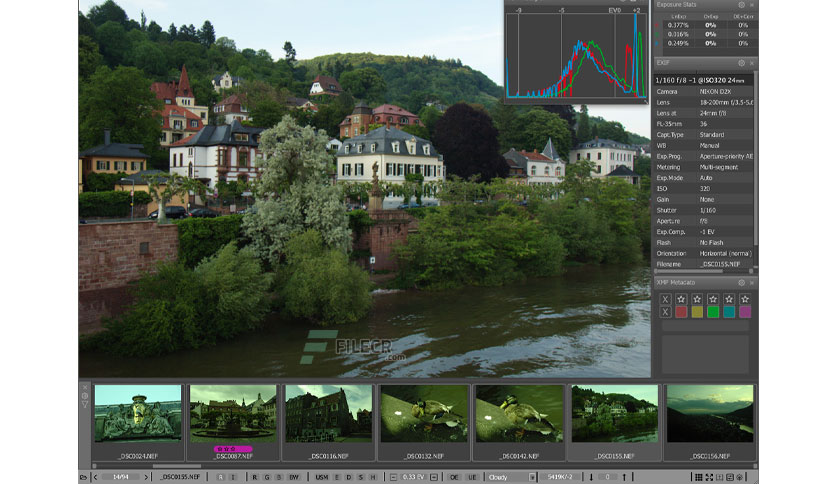 Exposure Stats
-9 -5 EV0 +2
UnExp OvExp OE+Corr
0.377% 0% 0%
0.016% 0% 0%
0.249% 0% 0%
EXIF
1/160 f/8 -1 @ISO320 24mm
Camera NIKON D2X
Lens 18-200mm f/3.5-5.6
Lens at 24mm f/8
FL-35mm 36
Capt.Type Standard
WB Manual
Exp.Prog. Aperture-priority AE
Metering Multi-segment
Exp.Mode Auto
ISO 320
Gain None
Shutter 1/160
Aperture f/8
Exp.Comp. -1 EV
Flash No Flash
Orientation Horizontal (normal)
Filename _DSC0155.NEF
XMP Metadata
X
X
FILECR
.com
_DSC0024.NEF
_DSC0087.NEF
_DSC0116.NEF
_DSC0132.NEF
_DSC0142.NEF
_DSC0155.NEF
_DSC0156.NEF
14/94 _DSC0155.NEF R I R G B BW USM E D S H 0.33 EV OE UE Cloudy 5419K/-2 0